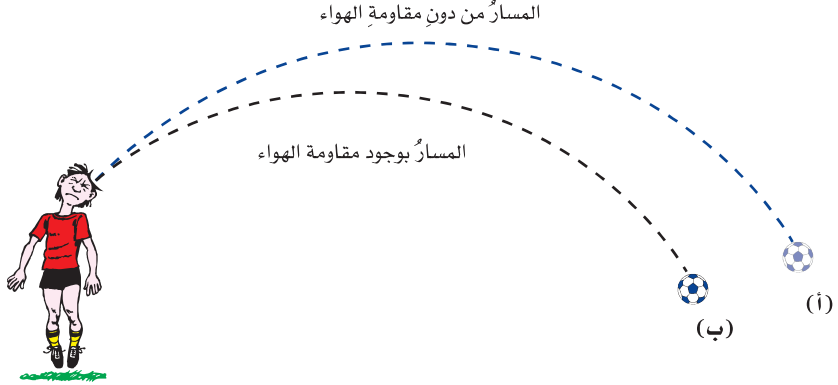 المسارُ من دونِ مقاومةِ الهواء
المسارُ بوجود مقاومة الهواء
(أ)
(ب)